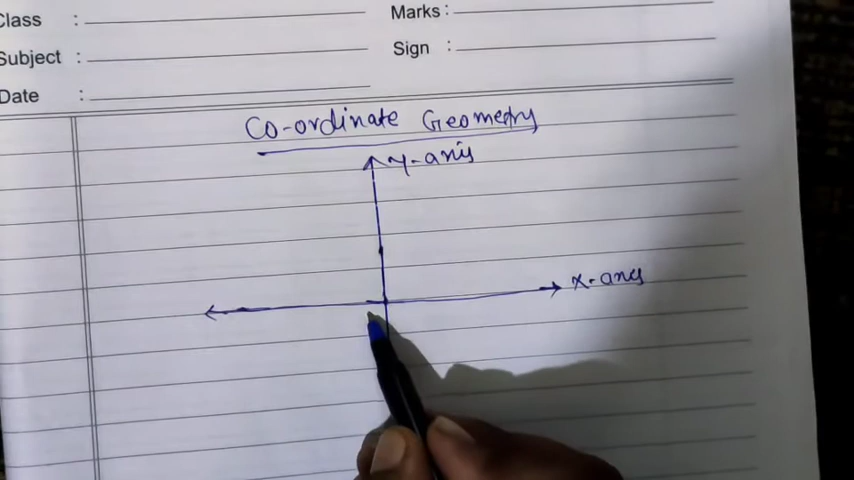 Class :
Marks :
Subject :
Sign :
Date :
Co-ordinate Geometry
Y-axis
X-axis